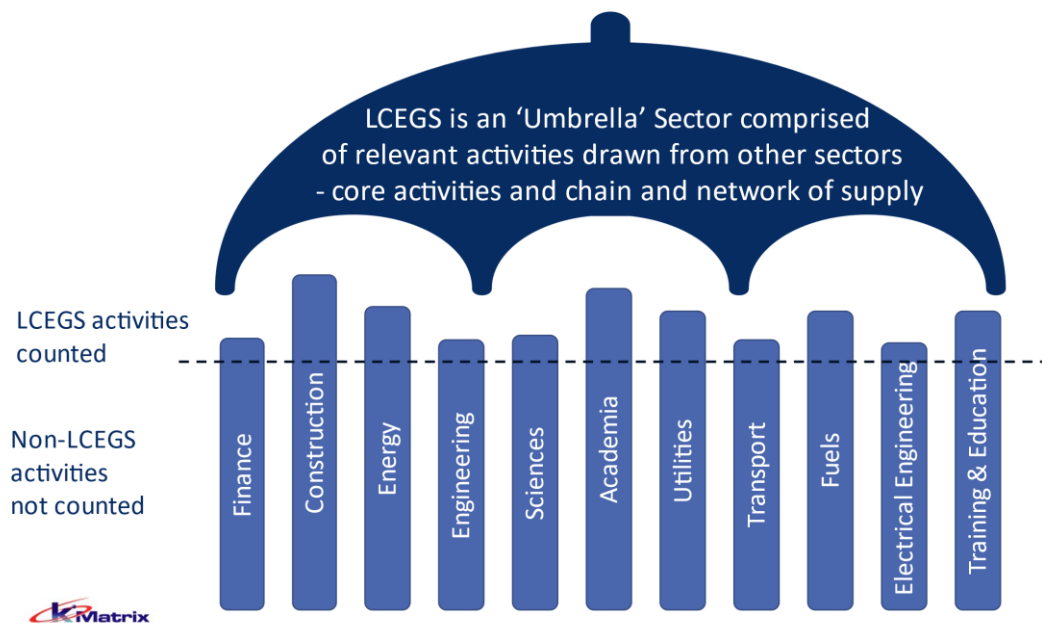 LCEGS is an ‘Umbrella’ Sector comprised
of relevant activities drawn from other sectors
- core activities and chain and network of supply
LCEGS activities
counted
Non-LCEGS
activities
not counted
Finance
Construction
Energy
Engineering
Sciences
Academia
Utilities
Transport
Fuels
Electrical Engineering
Training & Education
kMatrix